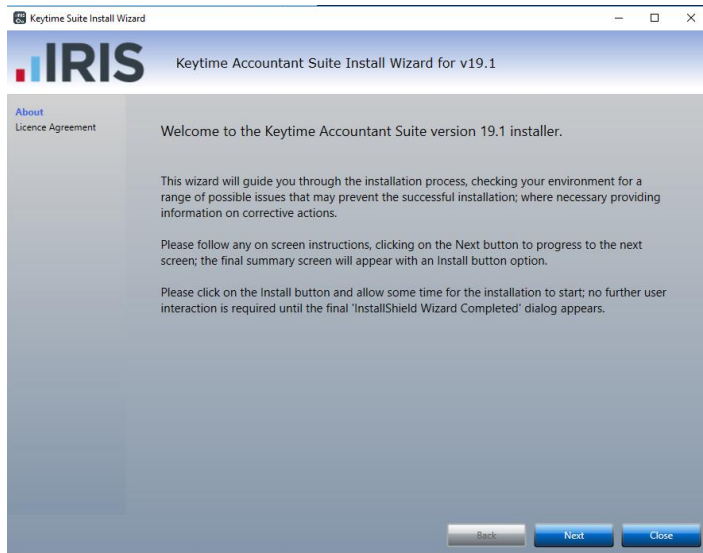 Keytime Suite Install Wizard
IRIS
Keytime Accountant Suite Install Wizard for v19.1
About
Licence Agreement
Welcome to the Keytime Accountant Suite version 19.1 installer.
This wizard will guide you through the installation process, checking your environment for a
range of possible issues that may prevent the successful installation; where necessary providing
information on corrective actions.
Please follow any on screen instructions, clicking on the Next button to progress to the next
screen; the final summary screen will appear with an Install button option.
Please click on the Install button and allow some time for the installation to start; no further user
interaction is required until the final 'InstallShield Wizard Completed' dialog appears.
Back Next Close